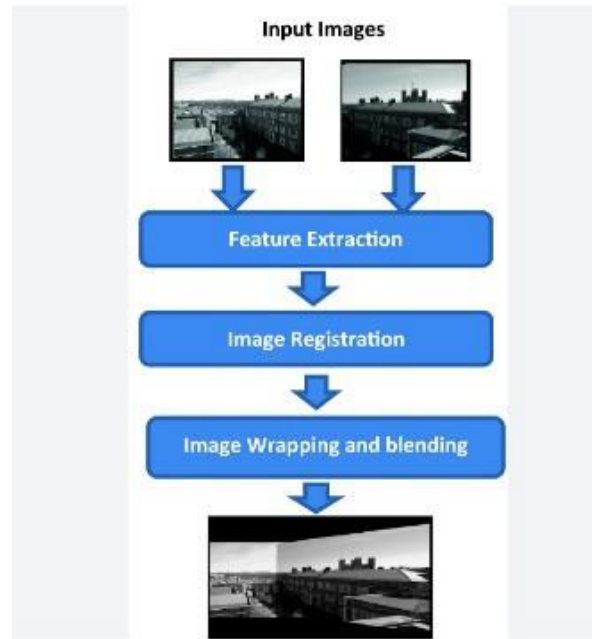 Input Images
Feature Extraction
Image Registration
Image Wrapping and blending